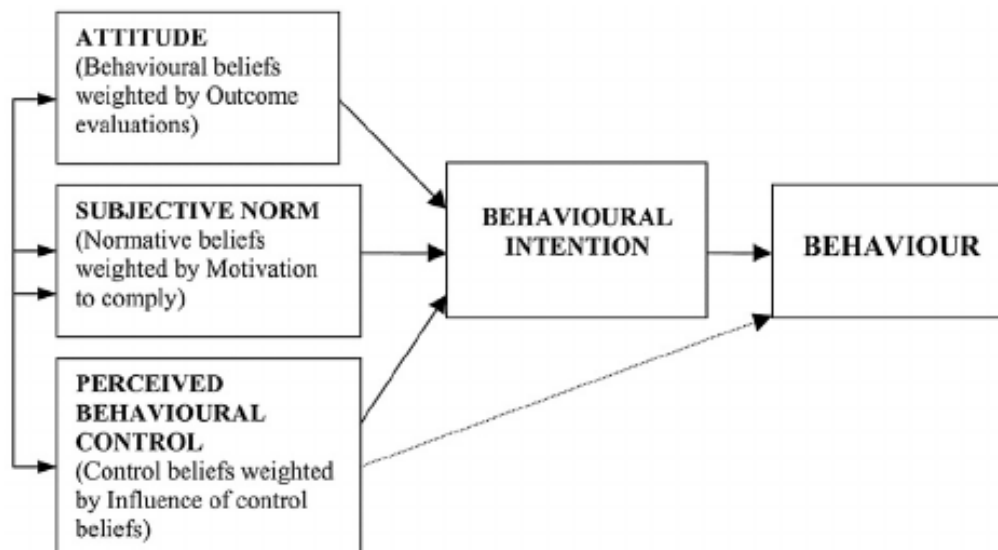 ATTITUDE
(Behavioural beliefs
weighted by Outcome
evaluations)
SUBJECTIVE NORM
(Normative beliefs
weighted by Motivation
to comply)
PERCEIVED
BEHAVIOURAL
CONTROL
(Control beliefs weighted
by Influence of control
beliefs)
BEHAVIOURAL
INTENTION
BEHAVIOUR